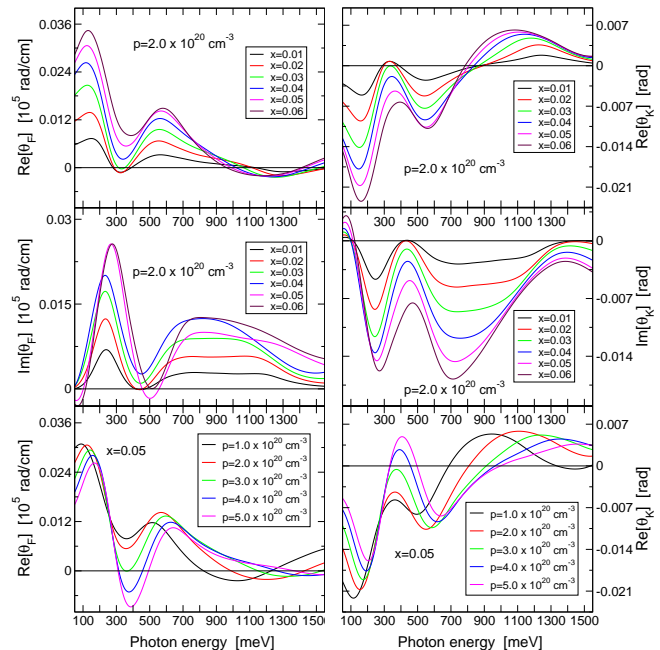 Re[θF] [10^5 rad/cm]
0.036
0.024
0.012
0
p=2.0 x 10^20 cm^-3
x=0.01
x=0.02
x=0.03
x=0.04
x=0.05
x=0.06
300 500 700 900 1100 1300
0.007
0
-0.007
-0.014
-0.021
Re[θK] [rad]
x=0.01
x=0.02
x=0.03
x=0.04
x=0.05
x=0.06
p=2.0 x 10^20 cm^-3
300 500 700 900 1100 1300
Im[θF] [10^5 rad/cm]
0.03
0.015
0
p=2.0 x 10^20 cm^-3
x=0.01
x=0.02
x=0.03
x=0.04
x=0.05
x=0.06
0
-0.007
-0.014
Im[θK] [rad]
x=0.01
x=0.02
x=0.03
x=0.04
x=0.05
x=0.06
p=2.0 x 10^20 cm^-3
Re[θF] [10^5 rad/cm]
0.036
0.024
0.012
0
x=0.05
p=1.0 x 10^20 cm^-3
p=2.0 x 10^20 cm^-3
p=3.0 x 10^20 cm^-3
p=4.0 x 10^20 cm^-3
p=5.0 x 10^20 cm^-3
300 500 700 900 1100 1300 1500
Photon energy [meV]
0.007
0
-0.007
-0.014
-0.021
Re[θK] [rad]
x=0.05
p=1.0 x 10^20 cm^-3
p=2.0 x 10^20 cm^-3
p=3.0 x 10^20 cm^-3
p=4.0 x 10^20 cm^-3
p=5.0 x 10^20 cm^-3
300 500 700 900 1100 1300 1500
Photon energy [meV]